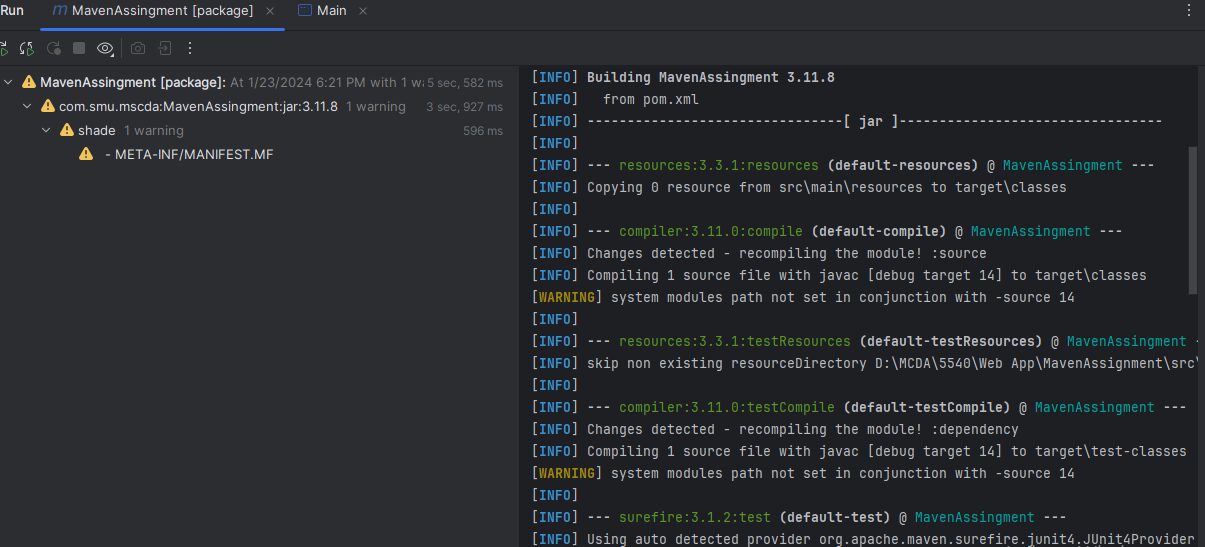 Run MavenAssingment [package] Main
MavenAssingment [package]: At 1/23/2024 6:21 PM with 1 wa 5 sec, 582 ms
com.smu.mscda:MavenAssingment:jar:3.11.8 1 warning 3 sec, 927 ms
shade 1 warning 596 ms
- META-INF/MANIFEST.MF
[INFO] Building MavenAssingment 3.11.8
[INFO]   from pom.xml
[INFO] --------------------------------[ jar ]---------------------------------
[INFO]
[INFO] --- resources:3.3.1:resources (default-resources) @ MavenAssingment ---
[INFO] Copying 0 resource from src\main\resources to target\classes
[INFO]
[INFO] --- compiler:3.11.0:compile (default-compile) @ MavenAssingment ---
[INFO] Changes detected - recompiling the module! :source
[INFO] Compiling 1 source file with javac [debug target 14] to target\classes
[WARNING] system modules path not set in conjunction with -source 14
[INFO]
[INFO] --- resources:3.3.1:testResources (default-testResources) @ MavenAssingment -
[INFO] skip non existing resourceDirectory D:\MCDA\5540\Web App\MavenAssignment\src\
[INFO]
[INFO] --- compiler:3.11.0:testCompile (default-testCompile) @ MavenAssingment ---
[INFO] Changes detected - recompiling the module! :dependency
[INFO] Compiling 1 source file with javac [debug target 14] to target\test-classes
[WARNING] system modules path not set in conjunction with -source 14
[INFO]
[INFO] --- surefire:3.1.2:test (default-test) @ MavenAssingment ---
[INFO] Using auto detected provider org.apache.maven.surefire.junit4.JUnit4Provider